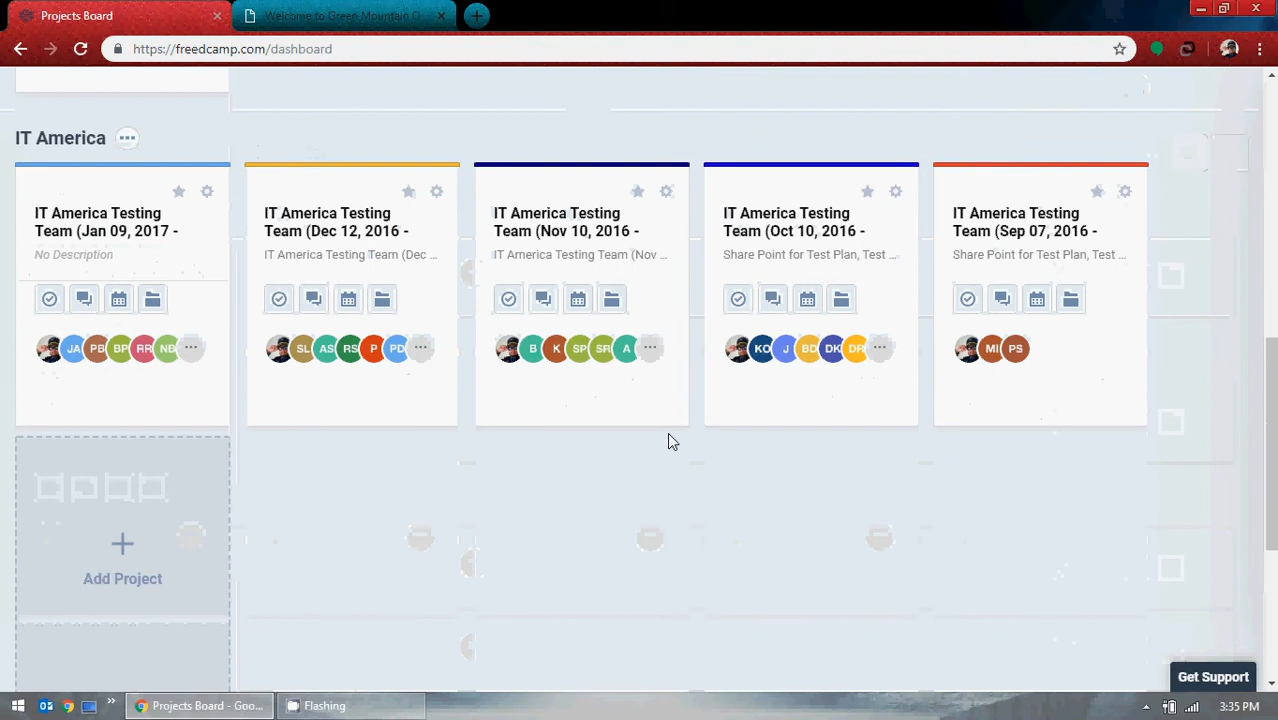 Projects Board
Welcome to Green Mountain
https://freedcamp.com/dashboard
IT America
IT America Testing
Team (Jan 09, 2017 -
No Description
JA PB BP RR NB
IT America Testing
Team (Dec 12, 2016 -
IT America Testing Team (Dec ...
SL AS RS P PD
IT America Testing
Team (Nov 10, 2016 -
IT America Testing Team (Nov ...
B K SP SR A
IT America Testing
Team (Oct 10, 2016 -
Share Point for Test Plan, Test ...
KO J BD DK DR
IT America Testing
Team (Sep 07, 2016 -
Share Point for Test Plan, Test ...
MI PS
Add Project
Get Support
Projects Board - Goo...
Flashing
3:35 PM